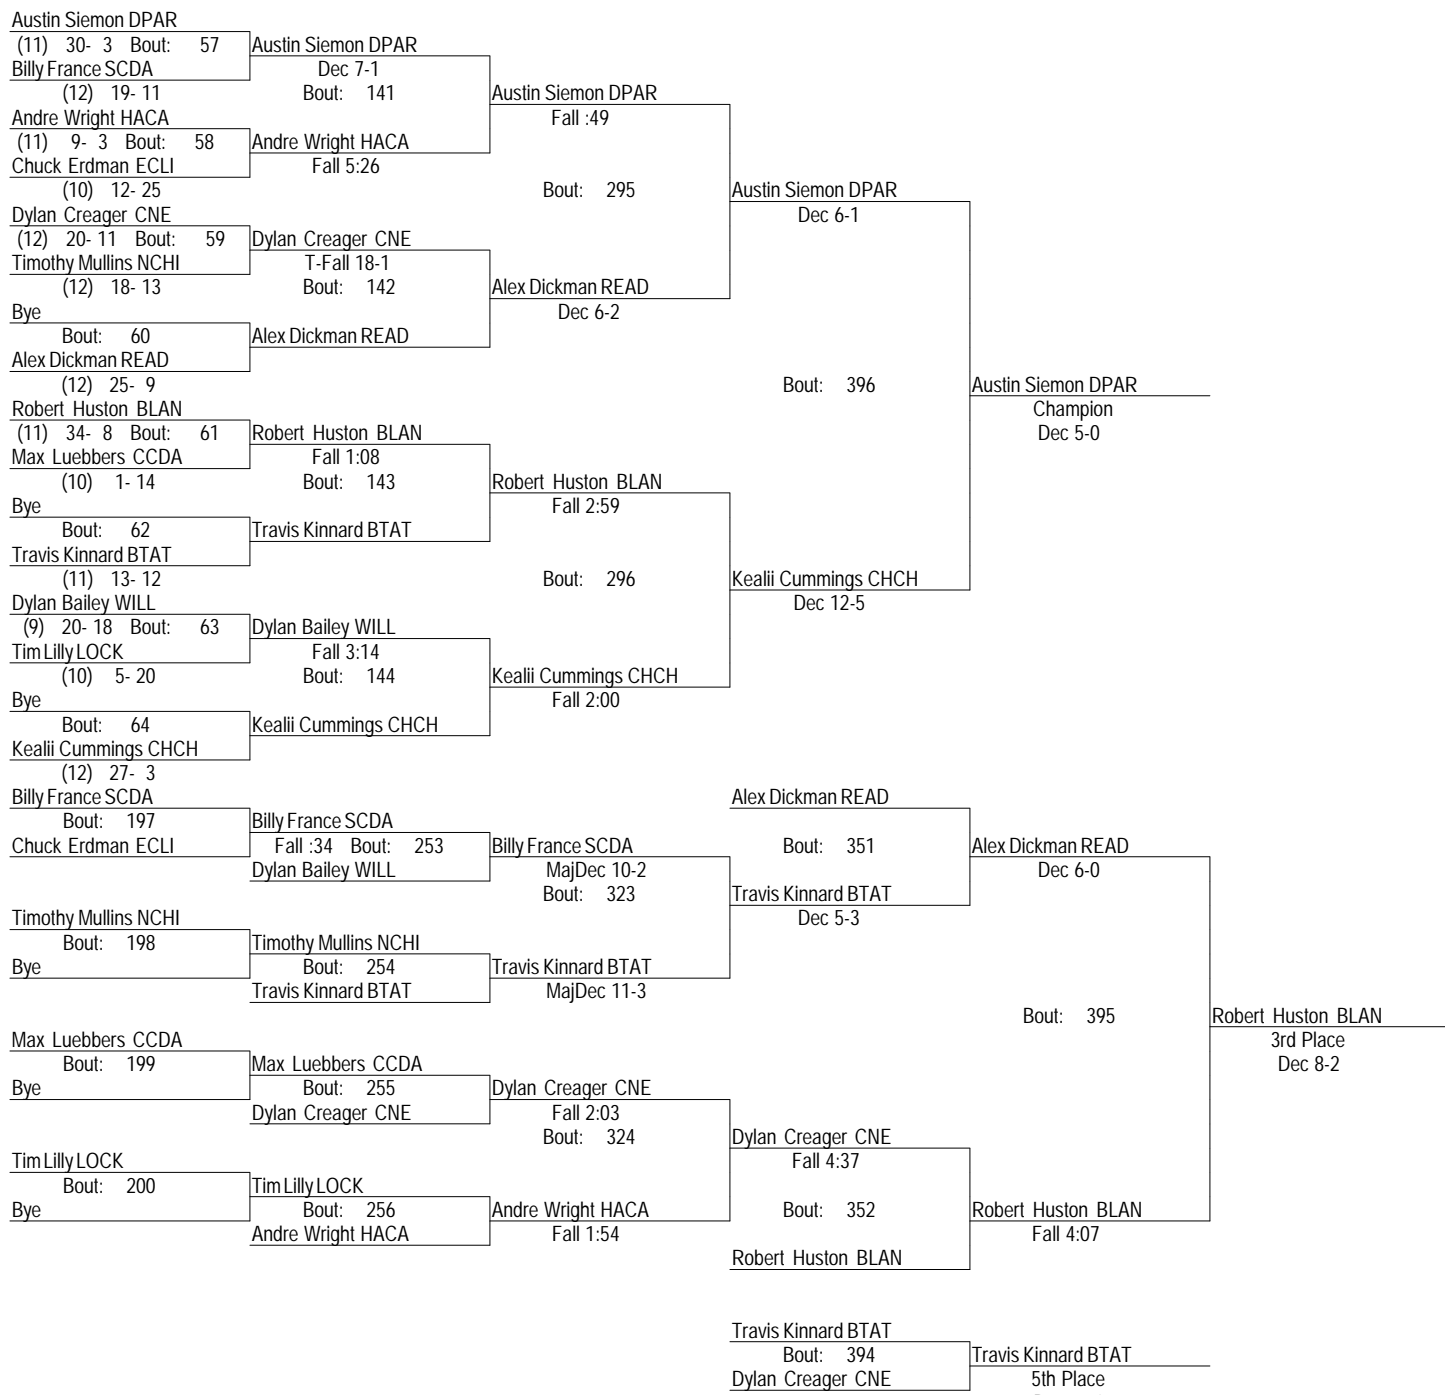 Austin Siemon DPAR
(11) 30- 3 Bout: 57
Austin Siemon DPAR
Billy France SCDA
Dec 7-1
(12) 19- 11
Bout: 141
Austin Siemon DPAR
Andre Wright HACA
Fall :49
(11) 9- 3 Bout: 58
Andre Wright HACA
Chuck Erdman ECLI
Fall 5:26
(10) 12- 25
Bout: 295
Austin Siemon DPAR
Dylan Creager CNE
Dec 6-1
(12) 20- 11 Bout: 59
Dylan Creager CNE
Timothy Mullins NCHI
T-Fall 18-1
(12) 18- 13
Bout: 142
Alex Dickman READ
Bye
Dec 6-2
Bout: 60
Alex Dickman READ
Alex Dickman READ
(12) 25- 9
Bout: 396
Austin Siemon DPAR
Robert Huston BLAN
Champion
(11) 34- 8 Bout: 61
Robert Huston BLAN
Dec 5-0
Max Luebbers CCDA
Fall 1:08
(10) 1- 14
Bout: 143
Robert Huston BLAN
Bye
Fall 2:59
Bout: 62
Travis Kinnard BTAT
Travis Kinnard BTAT
(11) 13- 12
Bout: 296
Kealii Cummings CHCH
Dylan Bailey WILL
Dec 12-5
(9) 20- 18 Bout: 63
Dylan Bailey WILL
Tim Lilly LOCK
Fall 3:14
(10) 5- 20
Bout: 144
Kealii Cummings CHCH
Bye
Fall 2:00
Bout: 64
Kealii Cummings CHCH
Kealii Cummings CHCH
(12) 27- 3
Billy France SCDA
Alex Dickman READ
Bout: 197
Billy France SCDA
Chuck Erdman ECLI
Fall :34 Bout: 253
Billy France SCDA
Bout: 351
Alex Dickman READ
Dylan Bailey WILL
MajDec 10-2
Dec 6-0
Bout: 323
Travis Kinnard BTAT
Timothy Mullins NCHI
Dec 5-3
Bout: 198
Timothy Mullins NCHI
Bye
Bout: 254
Travis Kinnard BTAT
Travis Kinnard BTAT
MajDec 11-3
Bout: 395
Robert Huston BLAN
Max Luebbers CCDA
3rd Place
Bout: 199
Max Luebbers CCDA
Dec 8-2
Bye
Bout: 255
Dylan Creager CNE
Dylan Creager CNE
Fall 2:03
Bout: 324
Dylan Creager CNE
Tim Lilly LOCK
Fall 4:37
Bout: 200
Tim Lilly LOCK
Bye
Bout: 256
Andre Wright HACA
Bout: 352
Robert Huston BLAN
Andre Wright HACA
Fall 1:54
Fall 4:07
Robert Huston BLAN
Travis Kinnard BTAT
Bout: 394
Travis Kinnard BTAT
Dylan Creager CNE
5th Place